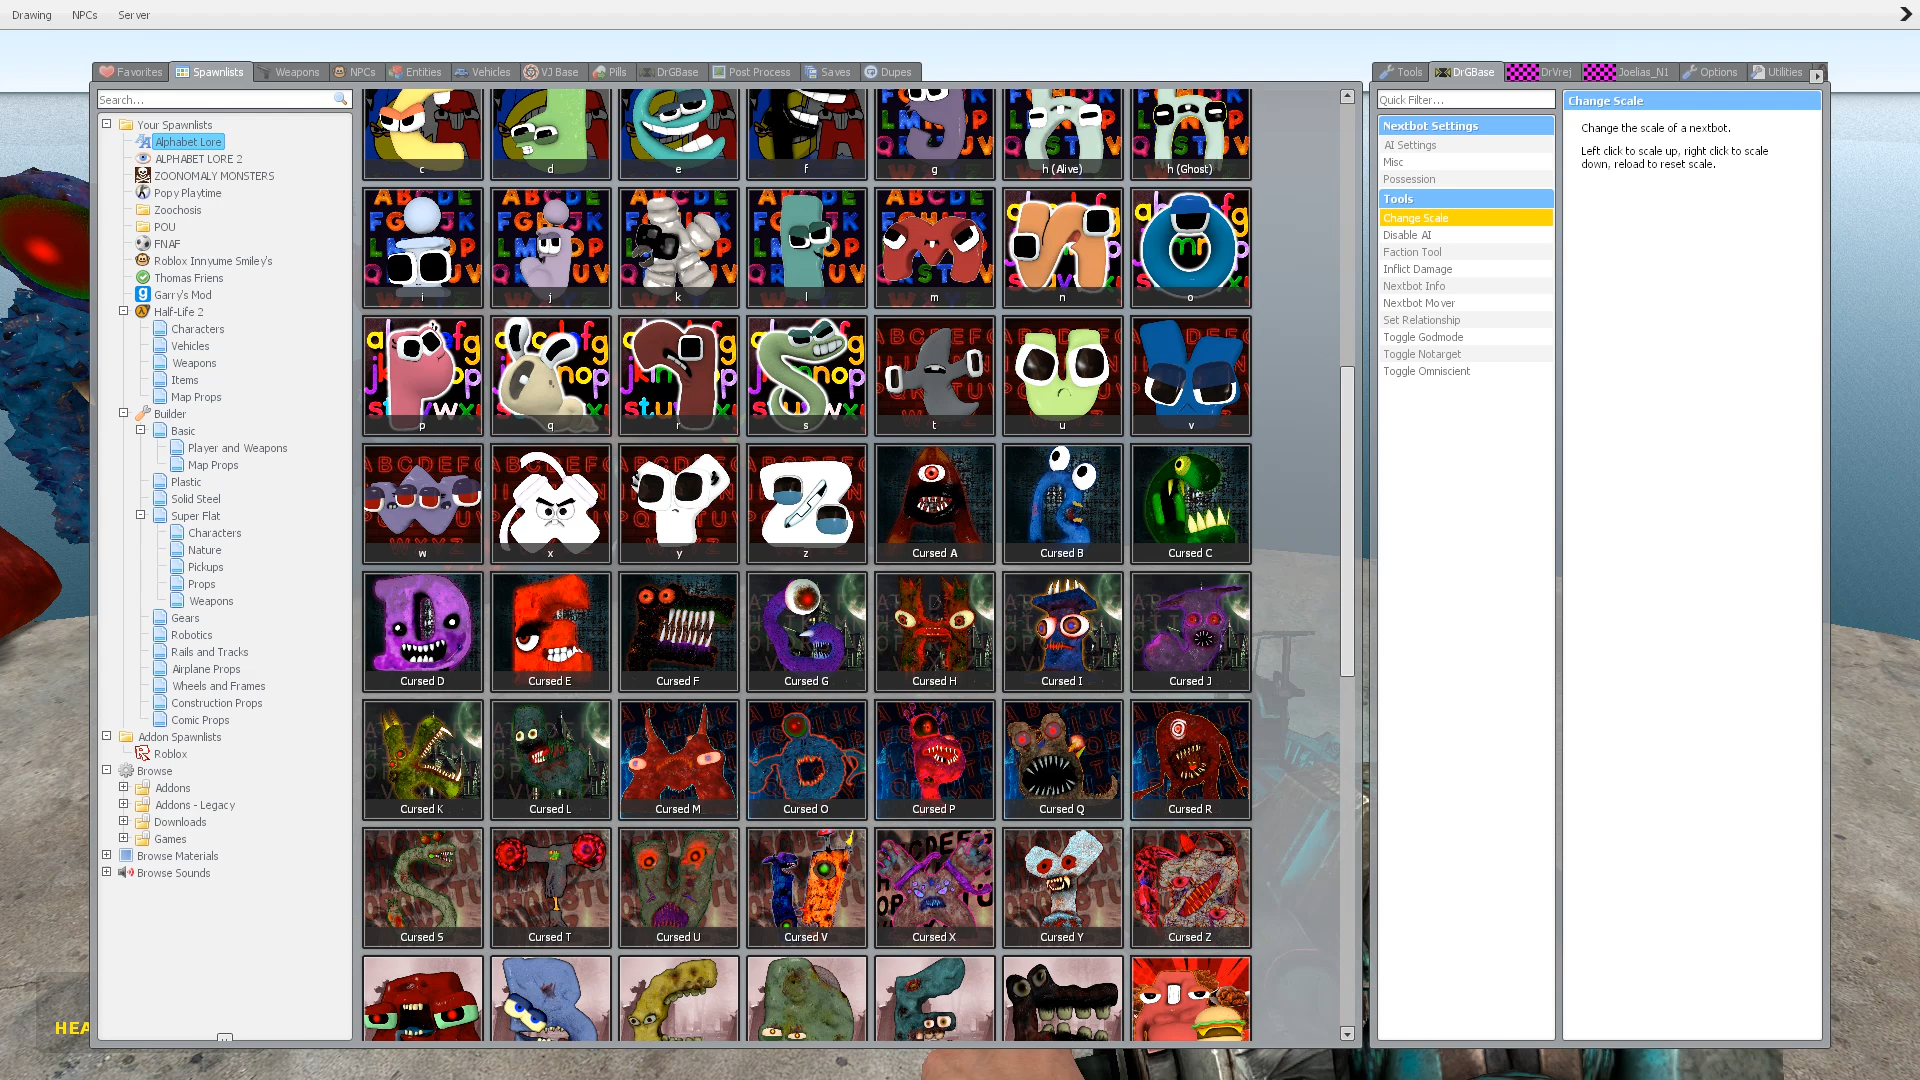 Drawing NPCs Server
Favorites Spawnlists Weapons NPCs Entities Vehicles VJ Base Pills DrGBase Post Process Saves Dupes
Tools DrGBase DrVrej Joelias_N1 Options Utilities
Search...
Your Spawnlists
Alphabet Lore
ALPHABET LORE 2
ZOONOMALY MONSTERS
Popy Playtime
Zoochosis
POU
FNAF
Roblox Innyume Smiley's
Thomas Friens
Garry's Mod
Half-Life 2
Characters
Vehicles
Weapons
Items
Map Props
Builder
Basic
Player and Weapons
Map Props
Plastic
Solid Steel
Super Flat
Characters
Nature
Pickups
Props
Weapons
Gears
Robotics
Rails and Tracks
Airplane Props
Wheels and Frames
Construction Props
Comic Props
Addon Spawnlists
Roblox
Browse
Addons
Addons - Legacy
Downloads
Games
Browse Materials
Browse Sounds
HEA
c d e f g h (Alive) h (Ghost)
i j k l m n o
p q r s t u v
w x y z Cursed A Cursed B Cursed C
Cursed D Cursed E Cursed F Cursed G Cursed H Cursed I Cursed J
Cursed K Cursed L Cursed M Cursed O Cursed P Cursed Q Cursed R
Cursed S Cursed T Cursed U Cursed V Cursed X Cursed Y Cursed Z
Quick Filter...
Nextbot Settings
AI Settings
Misc
Possession
Tools
Change Scale
Disable AI
Faction Tool
Inflict Damage
Nextbot Info
Nextbot Mover
Set Relationship
Toggle Godmode
Toggle Notarget
Toggle Omniscient
Change Scale
Change the scale of a nextbot.
Left click to scale up, right click to scale
down, reload to reset scale.